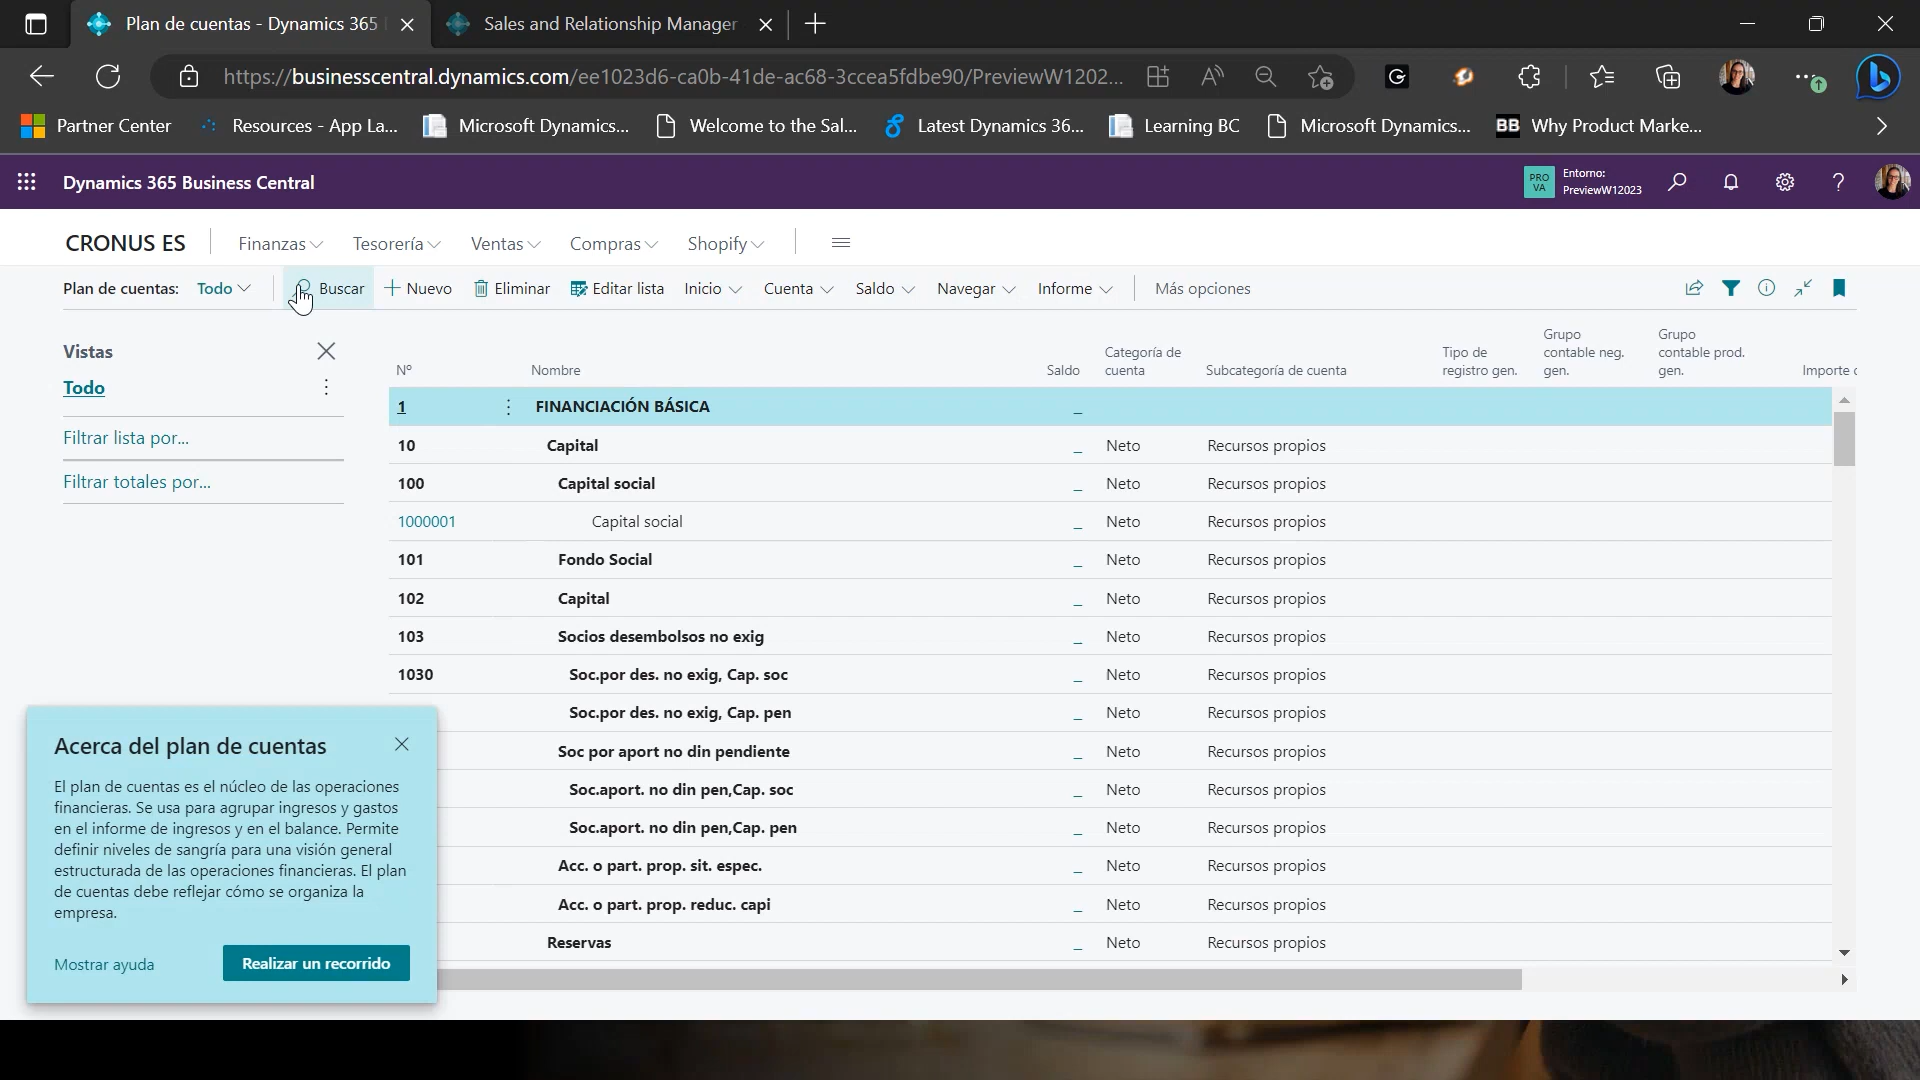 Plan de cuentas - Dynamics 365
Sales and Relationship Manager
https://businesscentral.dynamics.com/ee1023d6-ca0b-41de-ac68-3ccea5fdbe90/PreviewW1202...
Partner Center
Resources - App La...
Microsoft Dynamics...
Welcome to the Sal...
Latest Dynamics 36...
Learning BC
Microsoft Dynamics...
BB Why Product Marke...
Dynamics 365 Business Central
PRO
VA
Entorno:
PreviewW12023
CRONUS ES
Finanzas
Tesorería
Ventas
Compras
Shopify
Plan de cuentas: Todo
Buscar
Nuevo
Eliminar
Editar lista
Inicio
Cuenta
Saldo
Navegar
Informe
Más opciones
Vistas
Todo
Filtrar lista por...
Filtrar totales por...
Nº
Nombre
Saldo
Categoría de
cuenta
Subcategoría de cuenta
Tipo de
registro gen.
Grupo
contable neg.
gen.
Grupo
contable prod.
gen.
Importe
1 FINANCIACIÓN BÁSICA _
10 Capital _ Neto Recursos propios
100 Capital social _ Neto Recursos propios
1000001 Capital social _ Neto Recursos propios
101 Fondo Social _ Neto Recursos propios
102 Capital _ Neto Recursos propios
103 Socios desembolsos no exig _ Neto Recursos propios
1030 Soc.por des. no exig, Cap. soc _ Neto Recursos propios
Soc.por des. no exig, Cap. pen _ Neto Recursos propios
Soc por aport no din pendiente _ Neto Recursos propios
Soc.aport. no din pen,Cap. soc _ Neto Recursos propios
Soc.aport. no din pen,Cap. pen _ Neto Recursos propios
Acc. o part. prop. sit. espec. _ Neto Recursos propios
Acc. o part. prop. reduc. capi _ Neto Recursos propios
Reservas _ Neto Recursos propios
Acerca del plan de cuentas
El plan de cuentas es el núcleo de las operaciones
financieras. Se usa para agrupar ingresos y gastos
en el informe de ingresos y en el balance. Permite
definir niveles de sangría para una visión general
estructurada de las operaciones financieras. El plan
de cuentas debe reflejar cómo se organiza la
empresa.
Mostrar ayuda
Realizar un recorrido